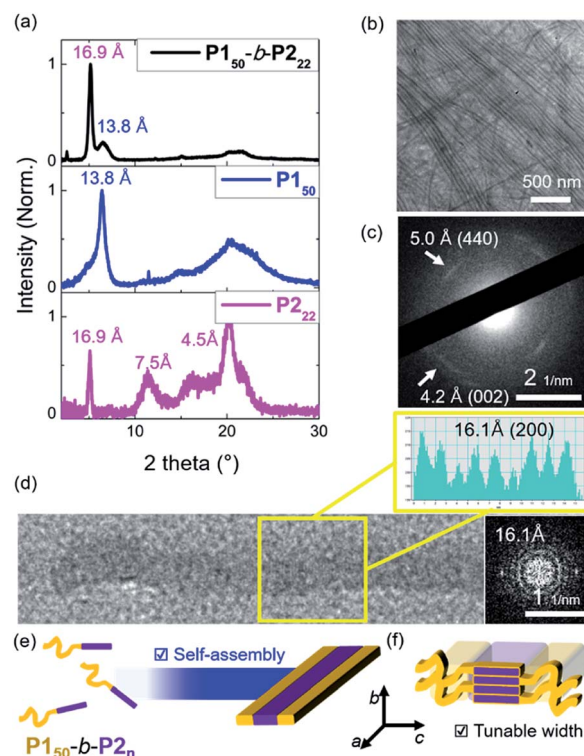 (a)
16.9 Å
P1₅₀-b-P2₂₂
13.8 Å
1
0
13.8 Å
P1₅₀
1
0
16.9 Å
P2₂₂
7.5Å
4.5Å
1
0
Intensity (Norm.)
0 10 20 30
2 theta (°)
(b)
500 nm
(c)
5.0 Å (440)
4.2 Å (002)
2 1/nm
16.1Å (200)
(d)
16.1Å
1 1/nm
(e)
☑ Self-assembly
P1₅₀-b-P2ₙ
(f)
b
a
c
☑ Tunable width